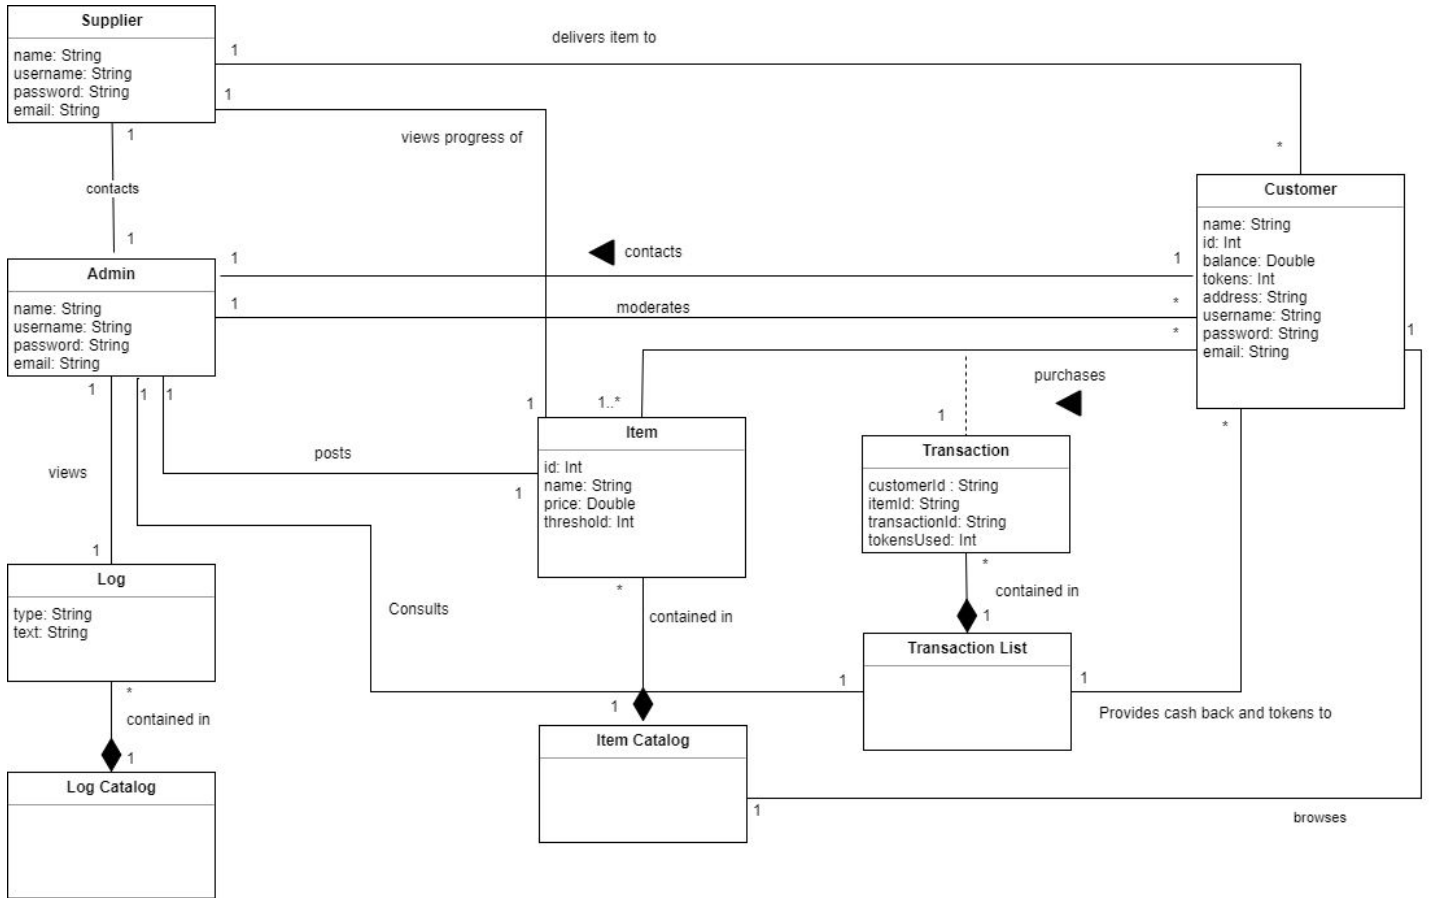 Supplier
name: String
username: String
password: String
email: String
1
delivers item to
1
views progress of
*
1
contacts
1
Customer
name: String
id: Int
balance: Double
tokens: Int
address: String
username: String
password: String
email: String
1
contacts
1
Admin
name: String
username: String
password: String
email: String
1
moderates
*
*
1
purchases
1
1
1
1
1..*
1
*
Item
id: Int
name: String
price: Double
threshold: Int
Transaction
customerId : String
itemId: String
transactionId: String
tokensUsed: Int
posts
views
1
1
Log
type: String
text: String
*
contained in
*
contained in
1
Consults
Transaction List
1
1
Provides cash back and tokens to
1
Item Catalog
*
contained in
1
Log Catalog
1
browses